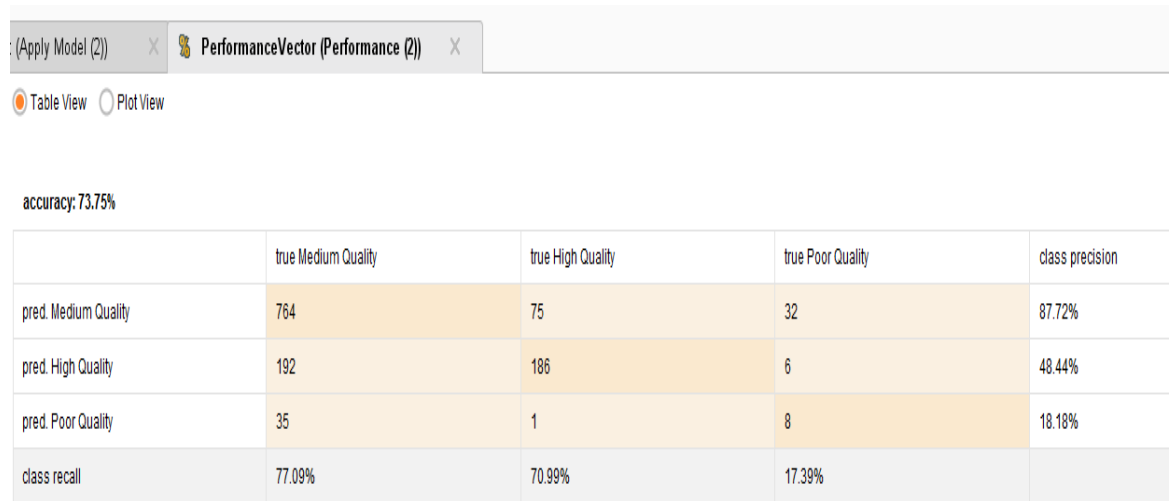 : (Apply Model (2)) PerformanceVector (Performance (2))
Table View Plot View
accuracy: 73.75%
true Medium Quality true High Quality true Poor Quality class precision
pred. Medium Quality 764 75 32 87.72%
pred. High Quality 192 186 6 48.44%
pred. Poor Quality 35 1 8 18.18%
class recall 77.09% 70.99% 17.39%